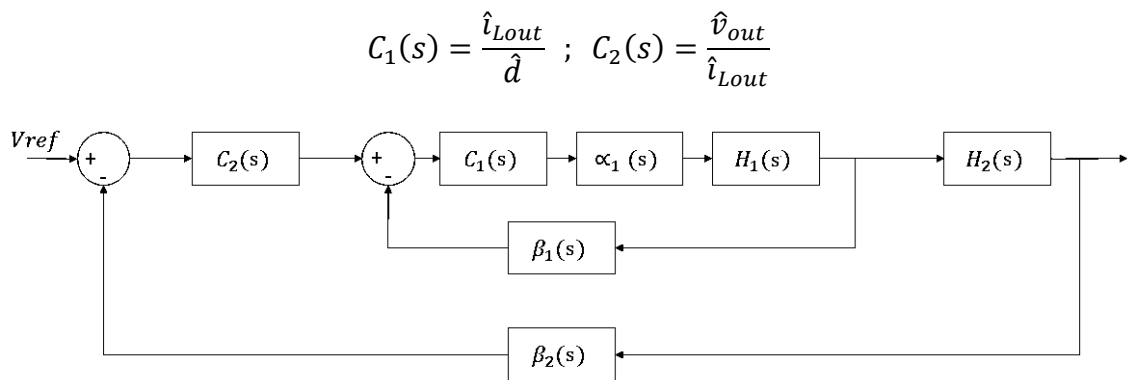 C₁(s) = î_Lout / d̂ ; C₂(s) = v̂_out / î_Lout
Vref
+
-
C₂(s)
+
-
C₁(s)
∝₁ (s)
H₁(s)
H₂(s)
β₁(s)
β₂(s)